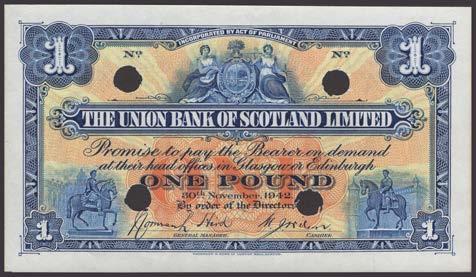 INCORPORATED BY ACT OF PARLIAMENT
1 Nº Nº 1
THE UNION BANK OF SCOTLAND LIMITED
Promise to pay the Bearer on demand
at their head offices in Glasgow or Edinburgh
ONE POUND
30TH November, 1942.
By order of the Directors
Norman J. Hird
GENERAL MANAGER. CASHIER.
1 1